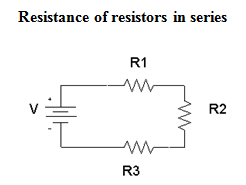 Resistance of resistors in series
R1
+
V
R2
-
R3